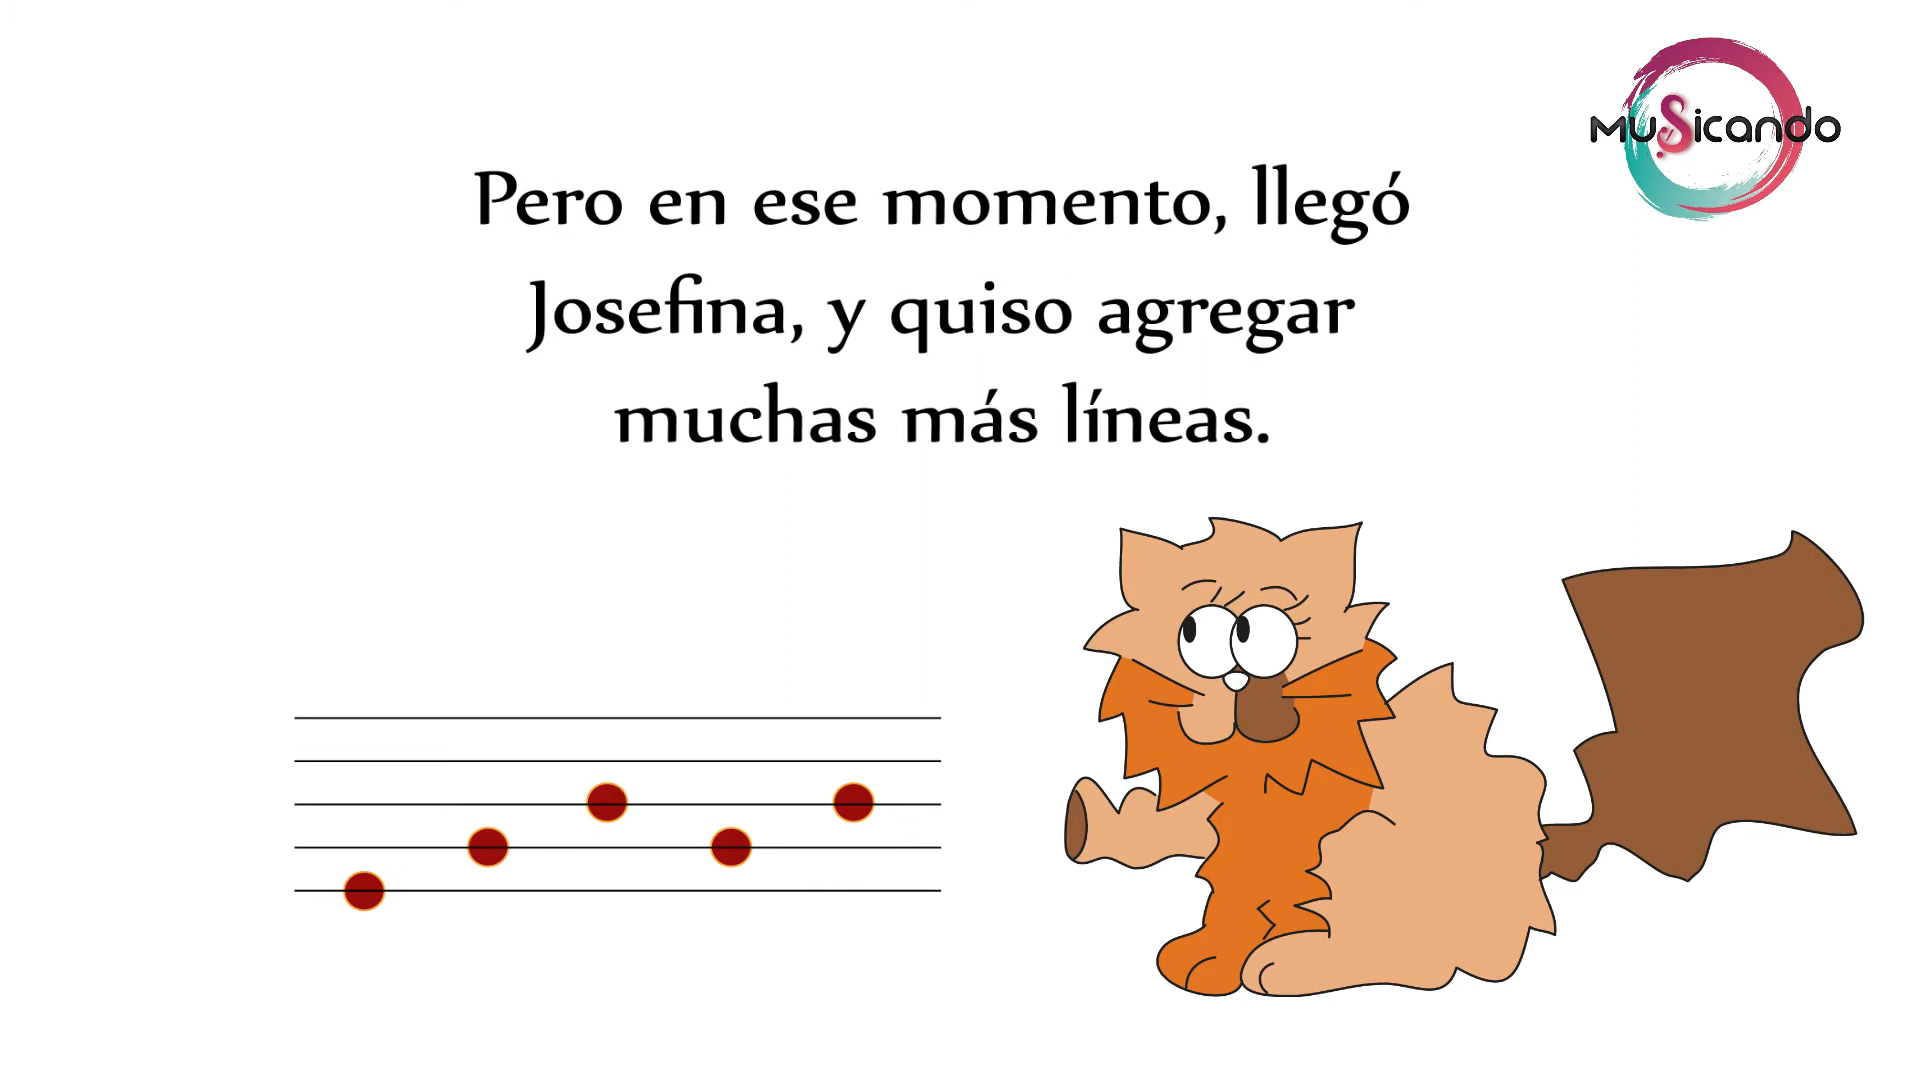 Musicando
Pero en ese momento, llegó
Josefina, y quiso agregar
muchas más líneas.